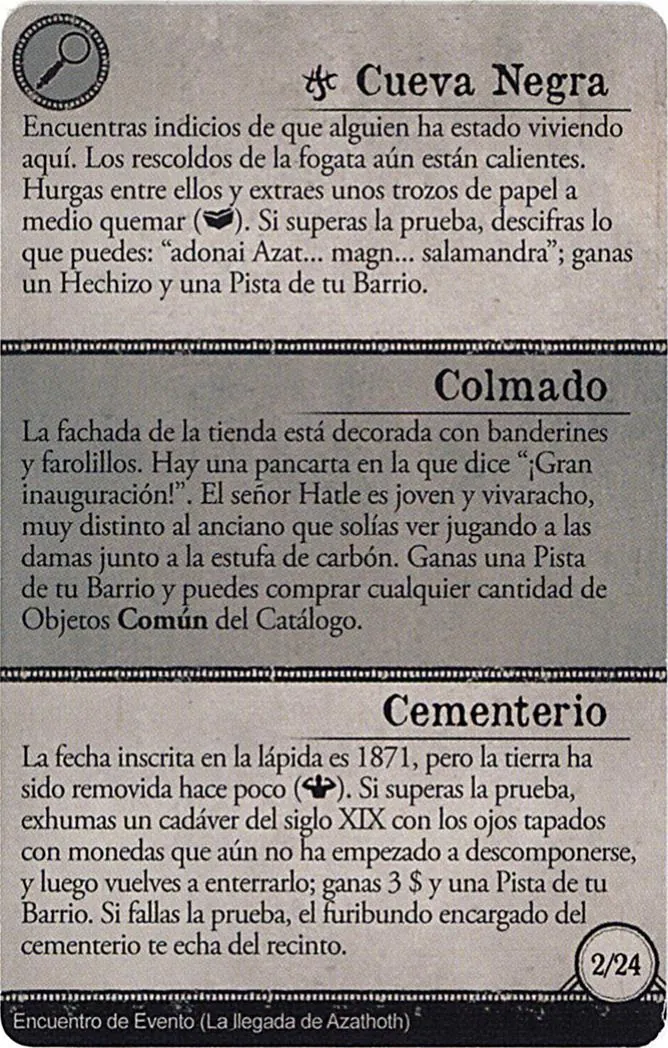 Cueva Negra
Encuentras indicios de que alguien ha estado viviendo
aquí. Los rescoldos de la fogata aún están calientes.
Hurgas entre ellos y extraes unos trozos de papel a
medio quemar (). Si superas la prueba, descifras lo
que puedes: “adonai Azat... magn... salamandra”; ganas
un Hechizo y una Pista de tu Barrio.
Colmado
La fachada de la tienda está decorada con banderines
y farolillos. Hay una pancarta en la que dice “¡Gran
inauguración!”. El señor Hatle es joven y vivaracho,
muy distinto al anciano que solías ver jugando a las
damas junto a la estufa de carbón. Ganas una Pista
de tu Barrio y puedes comprar cualquier cantidad de
Objetos Común del Catálogo.
Cementerio
La fecha inscrita en la lápida es 1871, pero la tierra ha
sido removida hace poco (). Si superas la prueba,
exhumas un cadáver del siglo XIX con los ojos tapados
con monedas que aún no ha empezado a descomponerse,
y luego vuelves a enterrarlo; ganas 3 $ y una Pista de tu
Barrio. Si fallas la prueba, el furibundo encargado del
cementerio te echa del recinto.
2/24
Encuentro de Evento (La llegada de Azathoth)